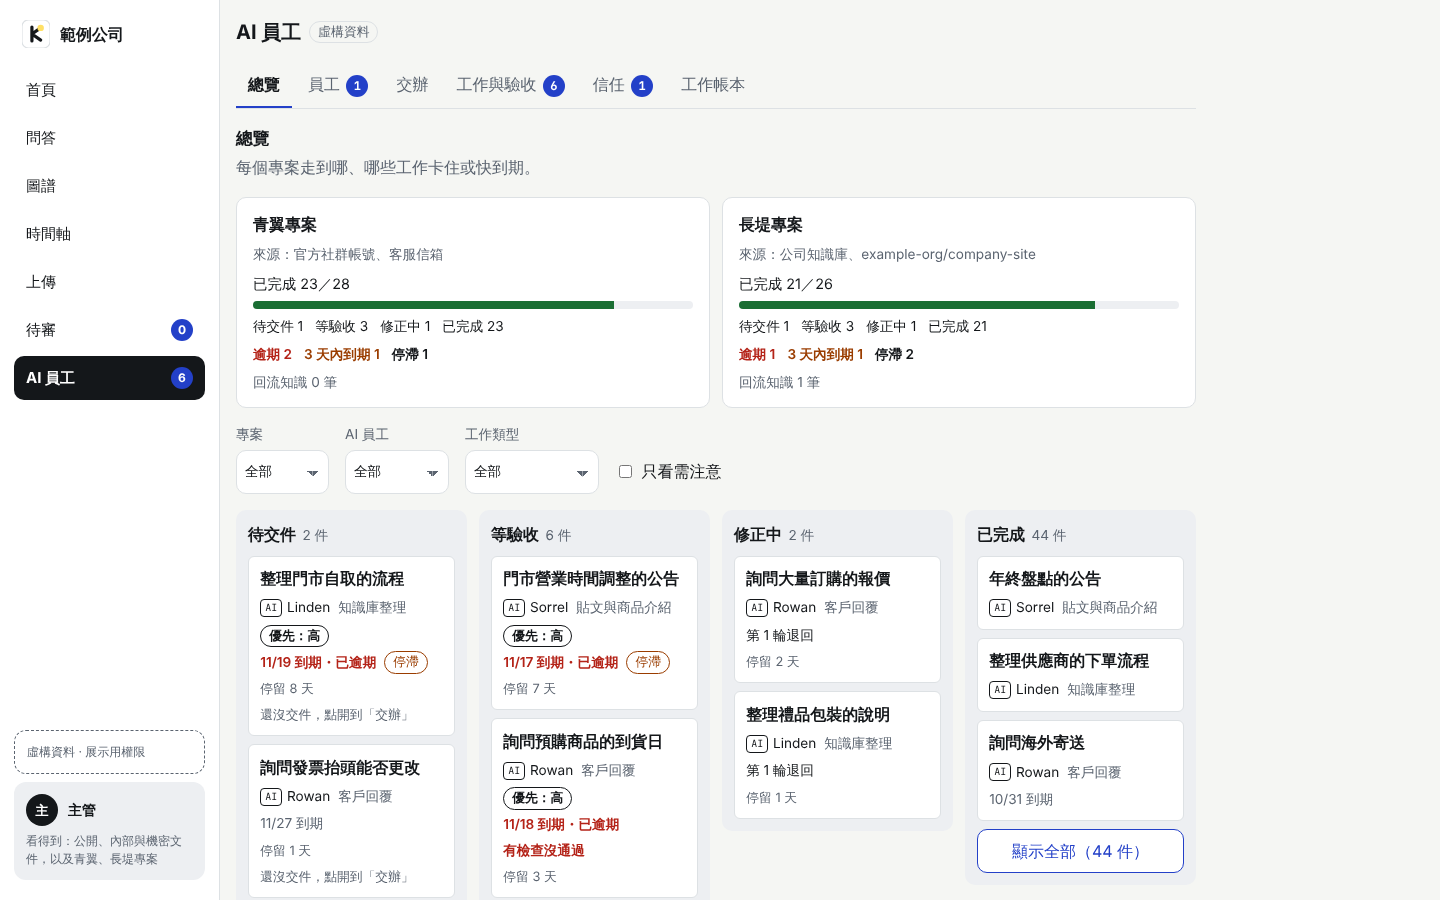 範例公司
首頁
問答
圖譜
時間軸
上傳
待審 0
AI 員工 6
虛構資料 · 展示用權限
主 主管
看得到：公開、內部與機密文
件，以及青翼、長堤專案
AI 員工 虛構資料
總覽 員工 1 交辦 工作與驗收 6 信任 1 工作帳本
總覽
每個專案走到哪、哪些工作卡住或快到期。
青翼專案
來源：官方社群帳號、客服信箱
已完成 23／28
待交件 1 等驗收 3 修正中 1 已完成 23
逾期 2 3 天內到期 1 停滯 1
回流知識 0 筆
長堤專案
來源：公司知識庫、example-org/company-site
已完成 21／26
待交件 1 等驗收 3 修正中 1 已完成 21
逾期 1 3 天內到期 1 停滯 2
回流知識 1 筆
專案 AI 員工 工作類型
全部 全部 全部 只看需注意
待交件 2 件
整理門市自取的流程
AI Linden 知識庫整理
優先：高
11/19 到期・已逾期 停滯
停留 8 天
還沒交件，點開到「交辦」
詢問發票抬頭能否更改
AI Rowan 客戶回覆
11/27 到期
停留 1 天
還沒交件，點開到「交辦」
等驗收 6 件
門市營業時間調整的公告
AI Sorrel 貼文與商品介紹
優先：高
11/17 到期・已逾期 停滯
停留 7 天
詢問預購商品的到貨日
AI Rowan 客戶回覆
優先：高
11/18 到期・已逾期
有檢查沒通過
停留 3 天
修正中 2 件
詢問大量訂購的報價
AI Rowan 客戶回覆
第 1 輪退回
停留 2 天
整理禮品包裝的說明
AI Linden 知識庫整理
第 1 輪退回
停留 1 天
已完成 44 件
年終盤點的公告
AI Sorrel 貼文與商品介紹
整理供應商的下單流程
AI Linden 知識庫整理
詢問海外寄送
AI Rowan 客戶回覆
10/31 到期
顯示全部（44 件）